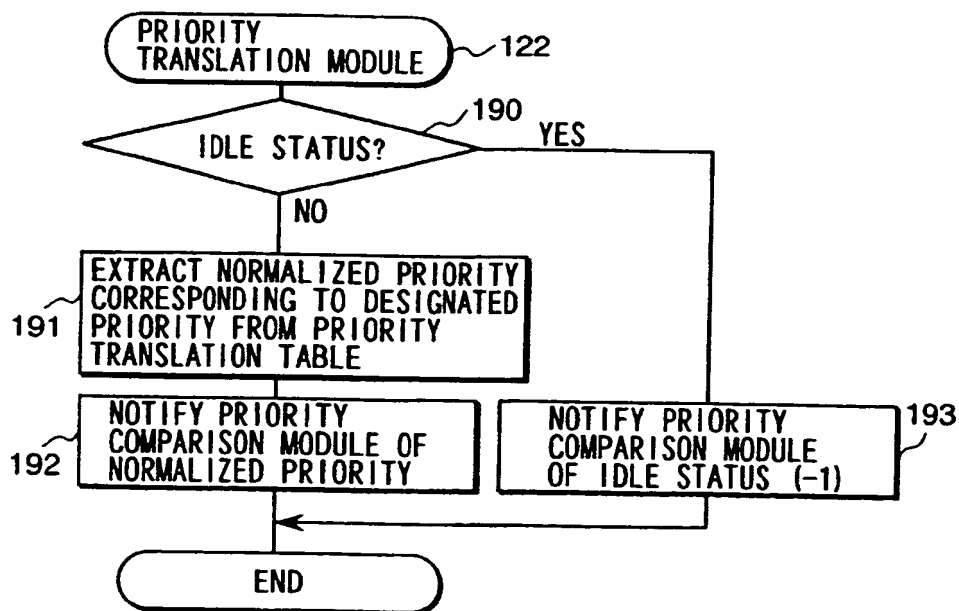 PRIORITY
TRANSLATION MODULE
122
190
IDLE STATUS?
YES
NO
EXTRACT NORMALIZED PRIORITY
CORRESPONDING TO DESIGNATED
PRIORITY FROM PRIORITY
TRANSLATION TABLE
191
NOTIFY PRIORITY
COMPARISON MODULE OF
NORMALIZED PRIORITY
192
NOTIFY PRIORITY
COMPARISON MODULE
OF IDLE STATUS (-1)
193
END